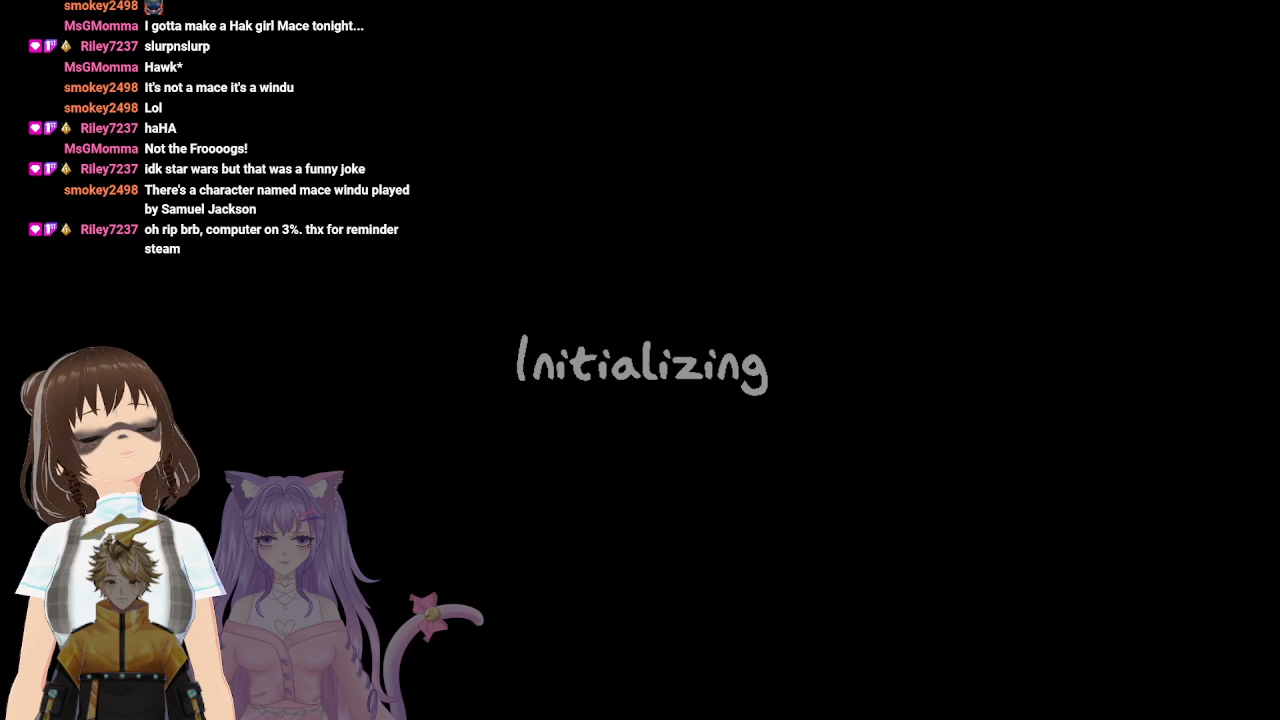 smokey2498
MsGMomma I gotta make a Hak girl Mace tonight...
Riley7237 slurpnslurp
MsGMomma Hawk*
smokey2498 It's not a mace it's a windu
smokey2498 Lol
Riley7237 haHA
MsGMomma Not the Froooogs!
Riley7237 idk star wars but that was a funny joke
smokey2498 There's a character named mace windu played
by Samuel Jackson
Riley7237 oh rip brb, computer on 3%. thx for reminder
steam
Initializing